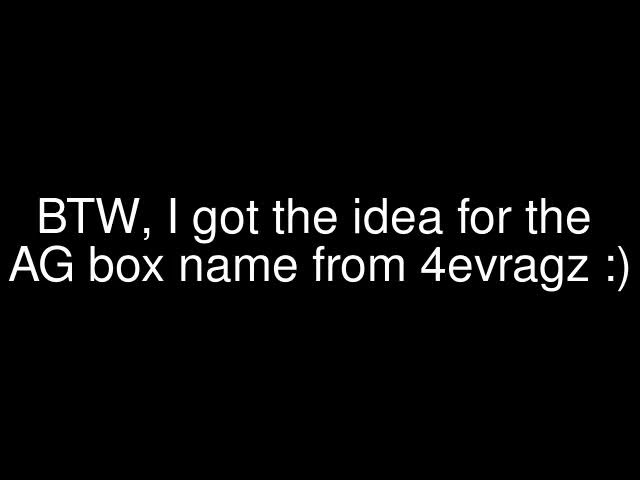 BTW, I got the idea for the
AG box name from 4evragz :)